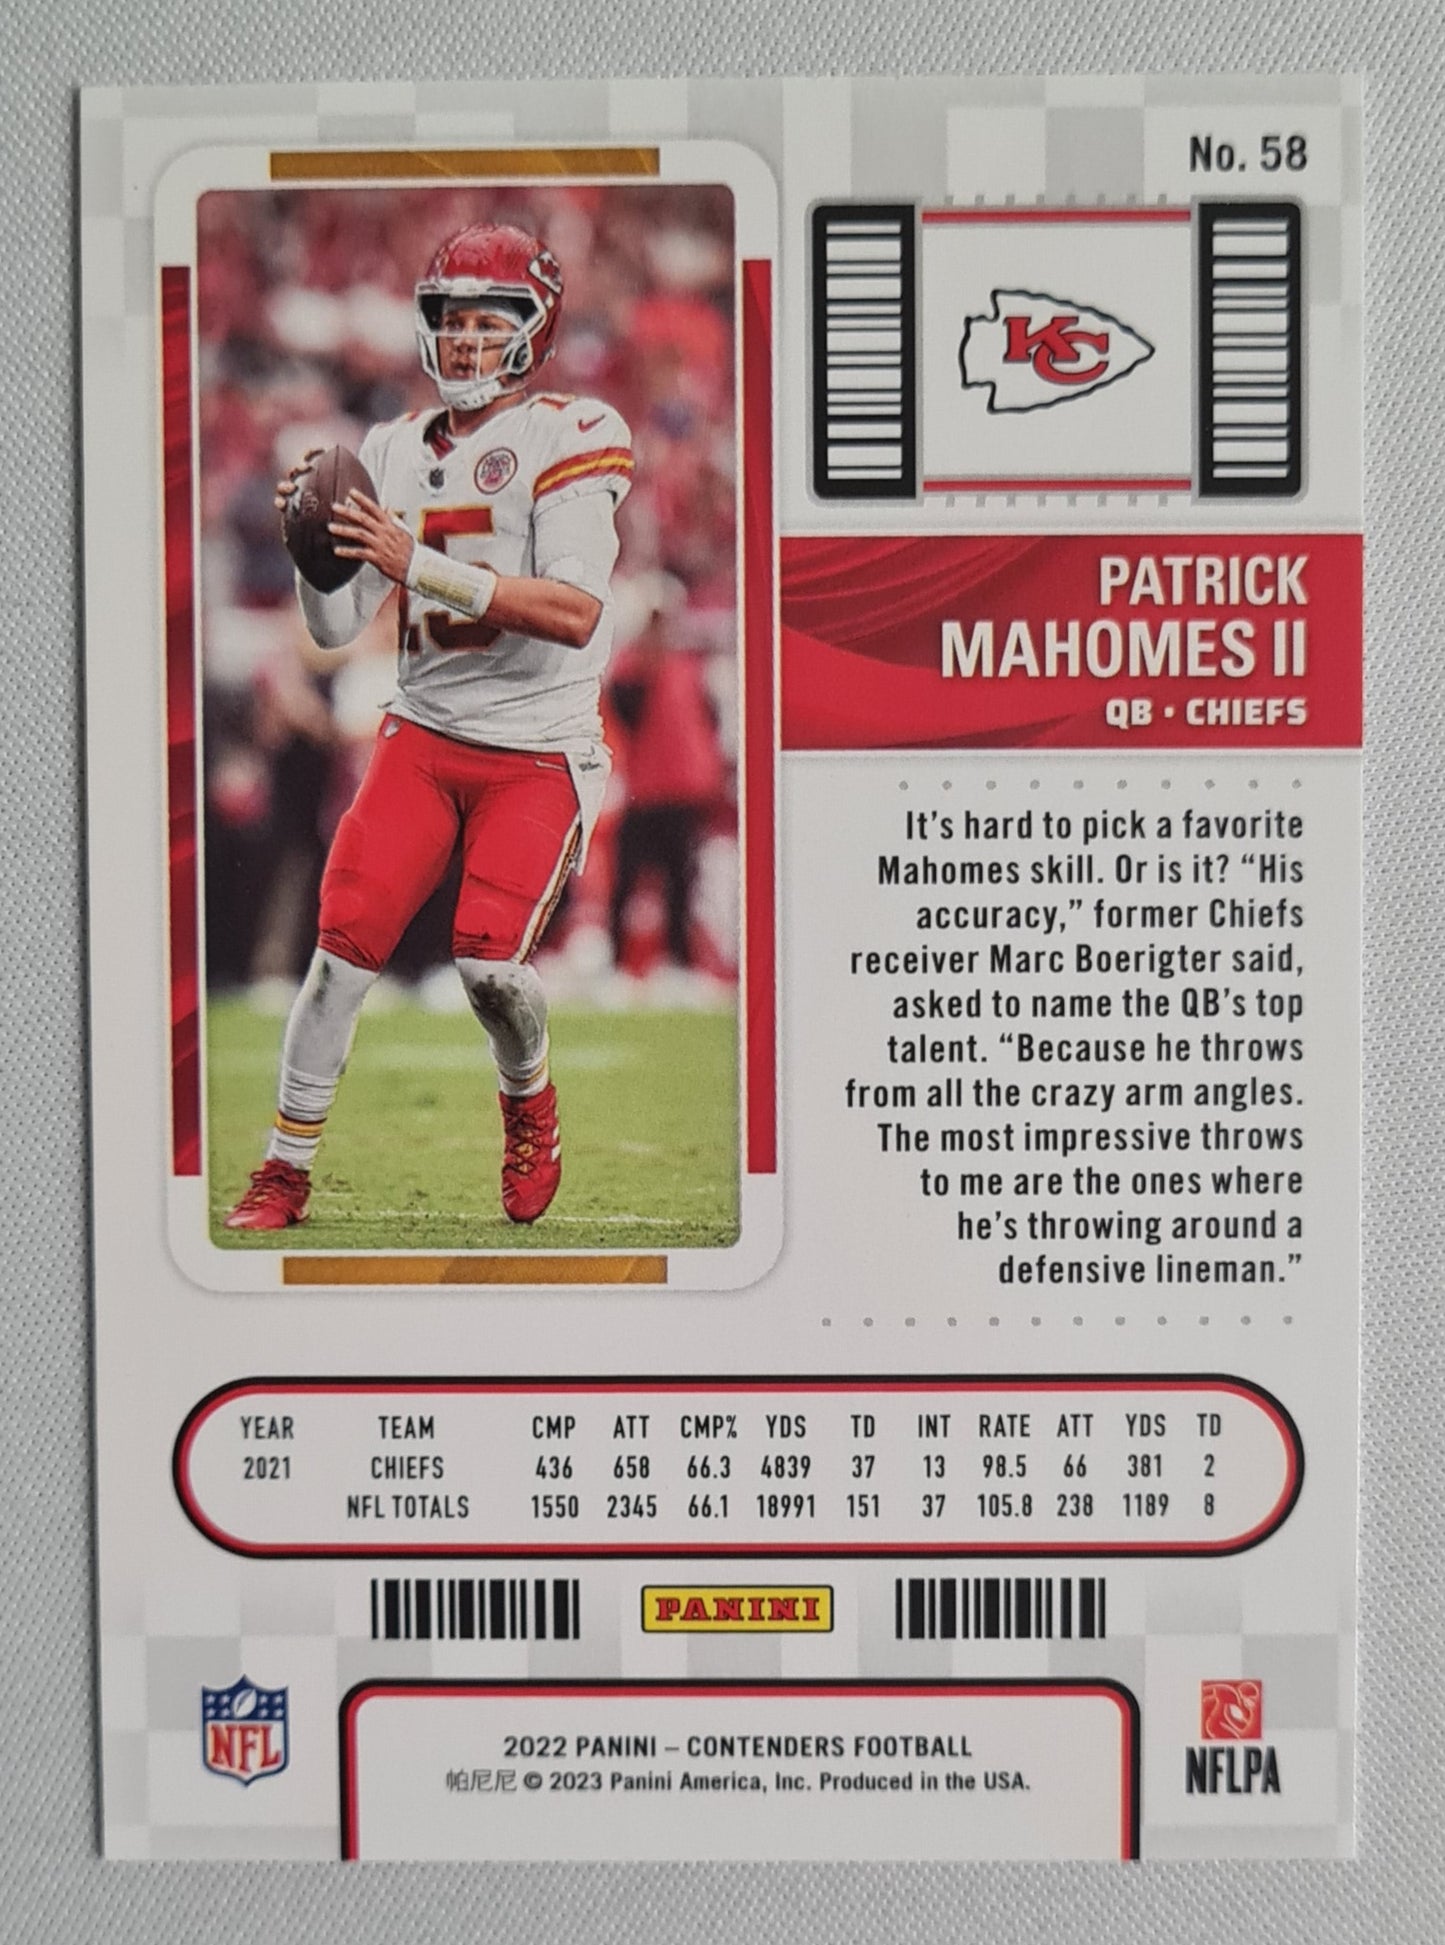 No. 58
KC
15
PATRICK
MAHOMES II
QB • CHIEFS
It's hard to pick a favorite
Mahomes skill. Or is it? “His
accuracy,” former Chiefs
receiver Marc Boerigter said,
asked to name the QB's top
talent. “Because he throws
from all the crazy arm angles.
The most impressive throws
to me are the ones where
he's throwing around a
defensive lineman.”
YEAR TEAM CMP ATT CMP% YDS TD INT RATE ATT YDS TD
2021 CHIEFS 436 658 66.3 4839 37 13 98.5 66 381 2
NFL TOTALS 1550 2345 66.1 18991 151 37 105.8 238 1189 8
PANINI
NFL
2022 PANINI – CONTENDERS FOOTBALL
帕尼尼 © 2023 Panini America, Inc. Produced in the USA.
NFLPA